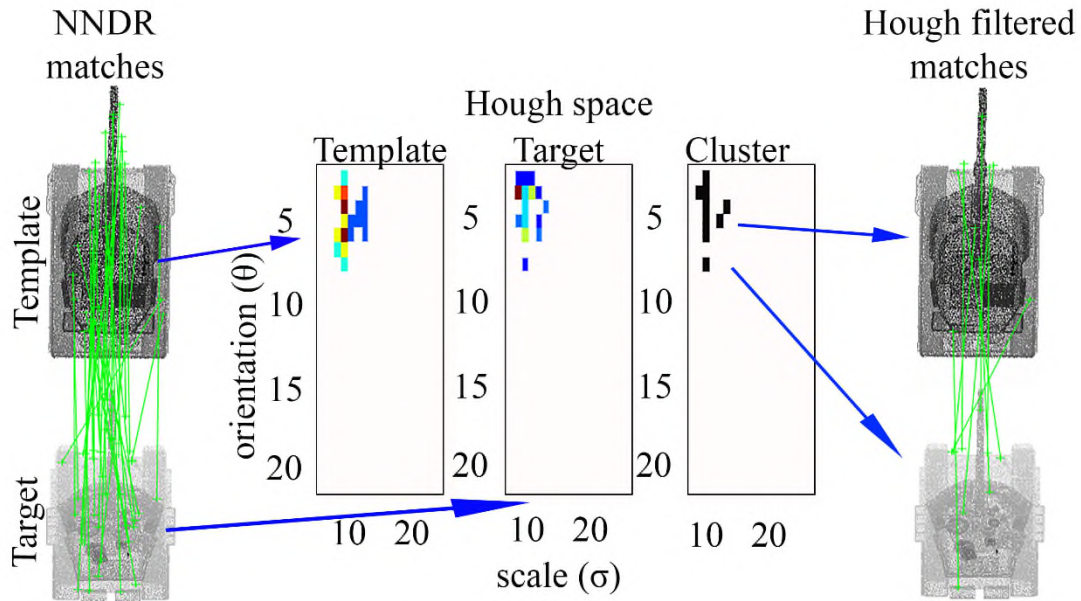 NNDR
matches
Hough filtered
matches
Hough space
Template
Target
Cluster
Template
Target
orientation (θ)
5
10
15
20
5
10
15
20
5
10
15
20
10 20
10 20
10 20
scale (σ)